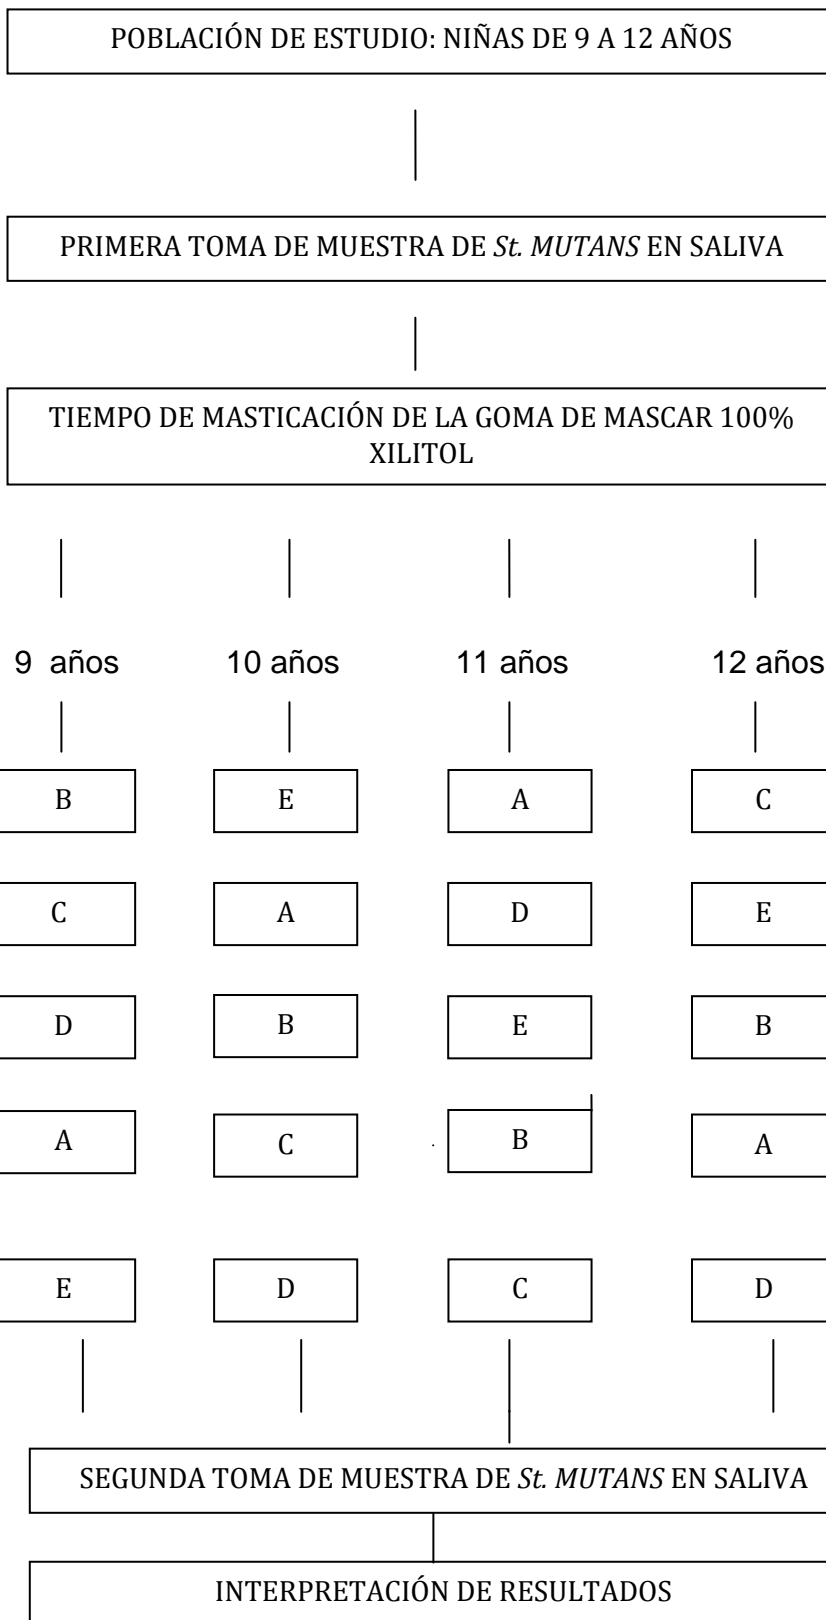 POBLACIÓN DE ESTUDIO: NIÑAS DE 9 A 12 AÑOS
PRIMERA TOMA DE MUESTRA DE St. MUTANS EN SALIVA
TIEMPO DE MASTICACIÓN DE LA GOMA DE MASCAR 100%
XILITOL
9 años 10 años 11 años 12 años
B E A C
C A D E
D B E B
A C B A
E D C D
SEGUNDA TOMA DE MUESTRA DE St. MUTANS EN SALIVA
INTERPRETACIÓN DE RESULTADOS